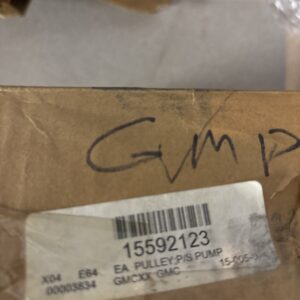 GMP
15592123
X04 E64 EA PULLEY;P/S PUMP
00003834 GMCXX GMC